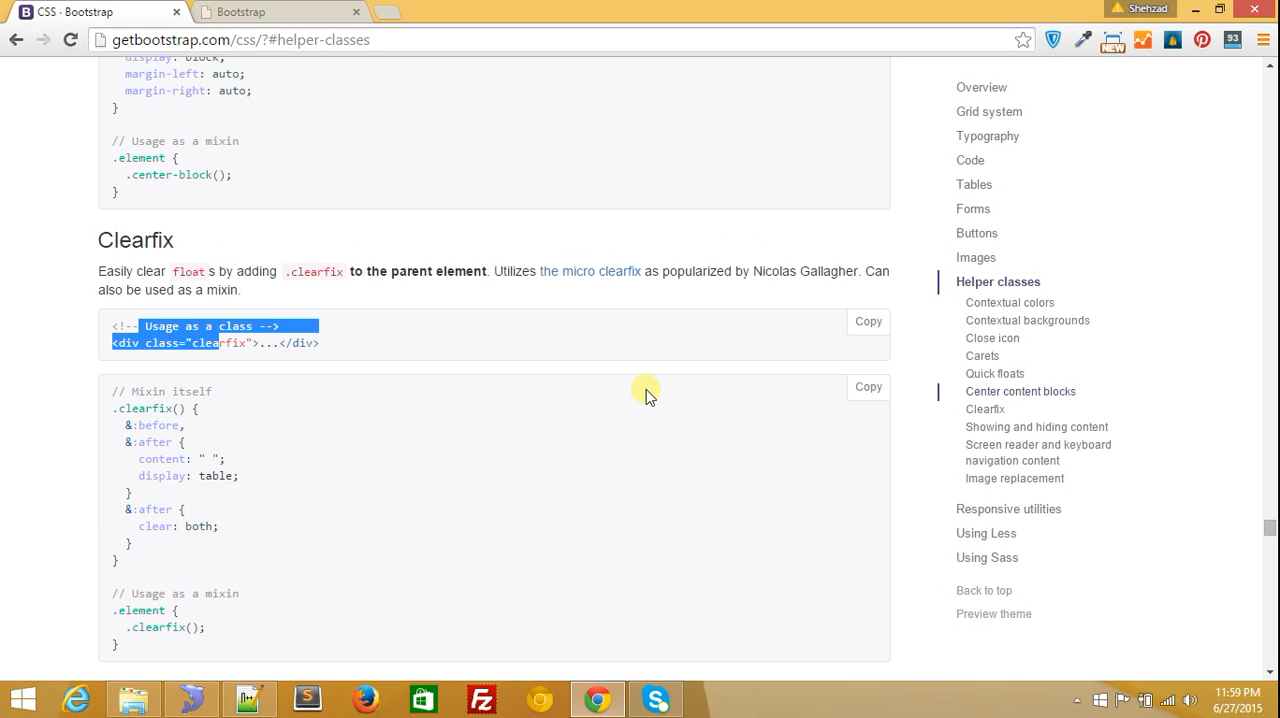 CSS · Bootstrap
Bootstrap
Shehzad
getbootstrap.com/css/?#helper-classes
NEW
93
display: block;
margin-left: auto;
margin-right: auto;
}
// Usage as a mixin
.element {
.center-block();
}
Clearfix
Easily clear floats by adding .clearfix to the parent element. Utilizes the micro clearfix as popularized by Nicolas Gallagher. Can
also be used as a mixin.
<!-- Usage as a class -->
<div class="clearfix">...</div>
Copy
// Mixin itself
.clearfix() {
&:before,
&:after {
content: " ";
display: table;
}
&:after {
clear: both;
}
}
// Usage as a mixin
.element {
.clearfix();
}
Copy
Overview
Grid system
Typography
Code
Tables
Forms
Buttons
Images
Helper classes
Contextual colors
Contextual backgrounds
Close icon
Carets
Quick floats
Center content blocks
Clearfix
Showing and hiding content
Screen reader and keyboard
navigation content
Image replacement
Responsive utilities
Using Less
Using Sass
Back to top
Preview theme
11:59 PM
6/27/2015